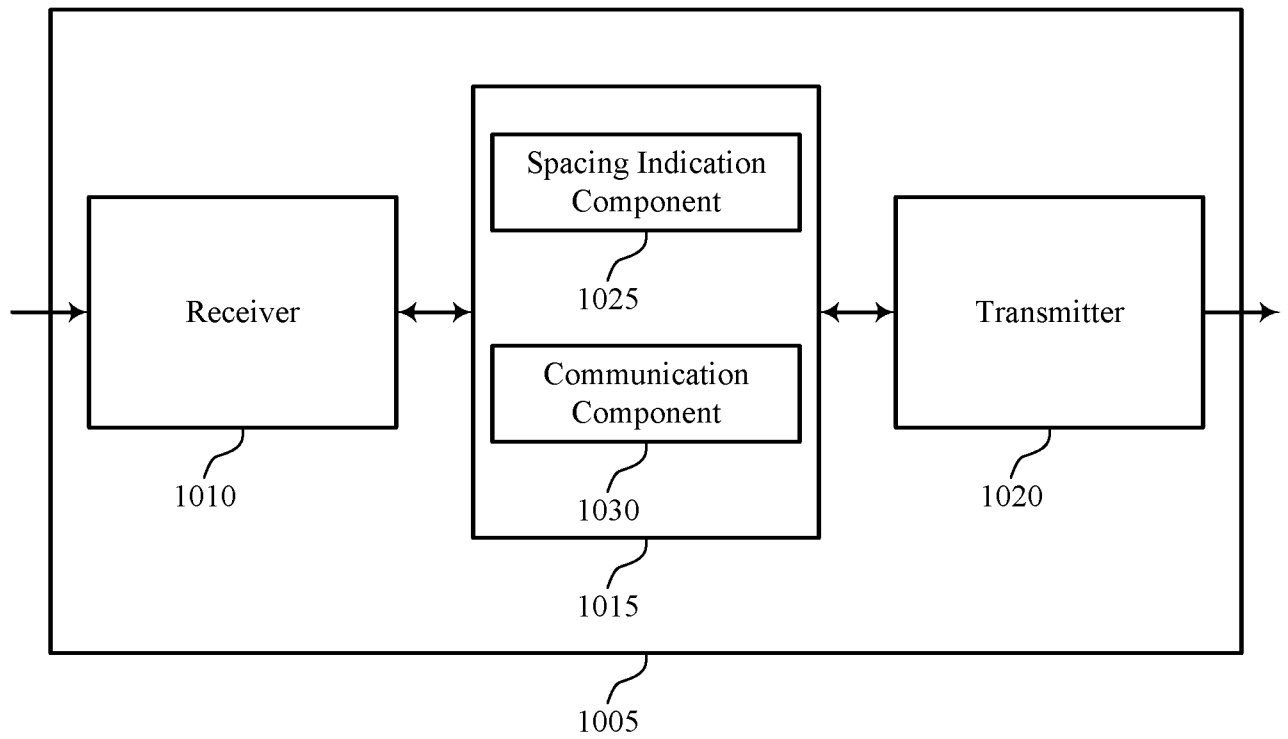 Spacing Indication
Component
1025
Receiver
Transmitter
Communication
Component
1010
1030
1020
1015
1005